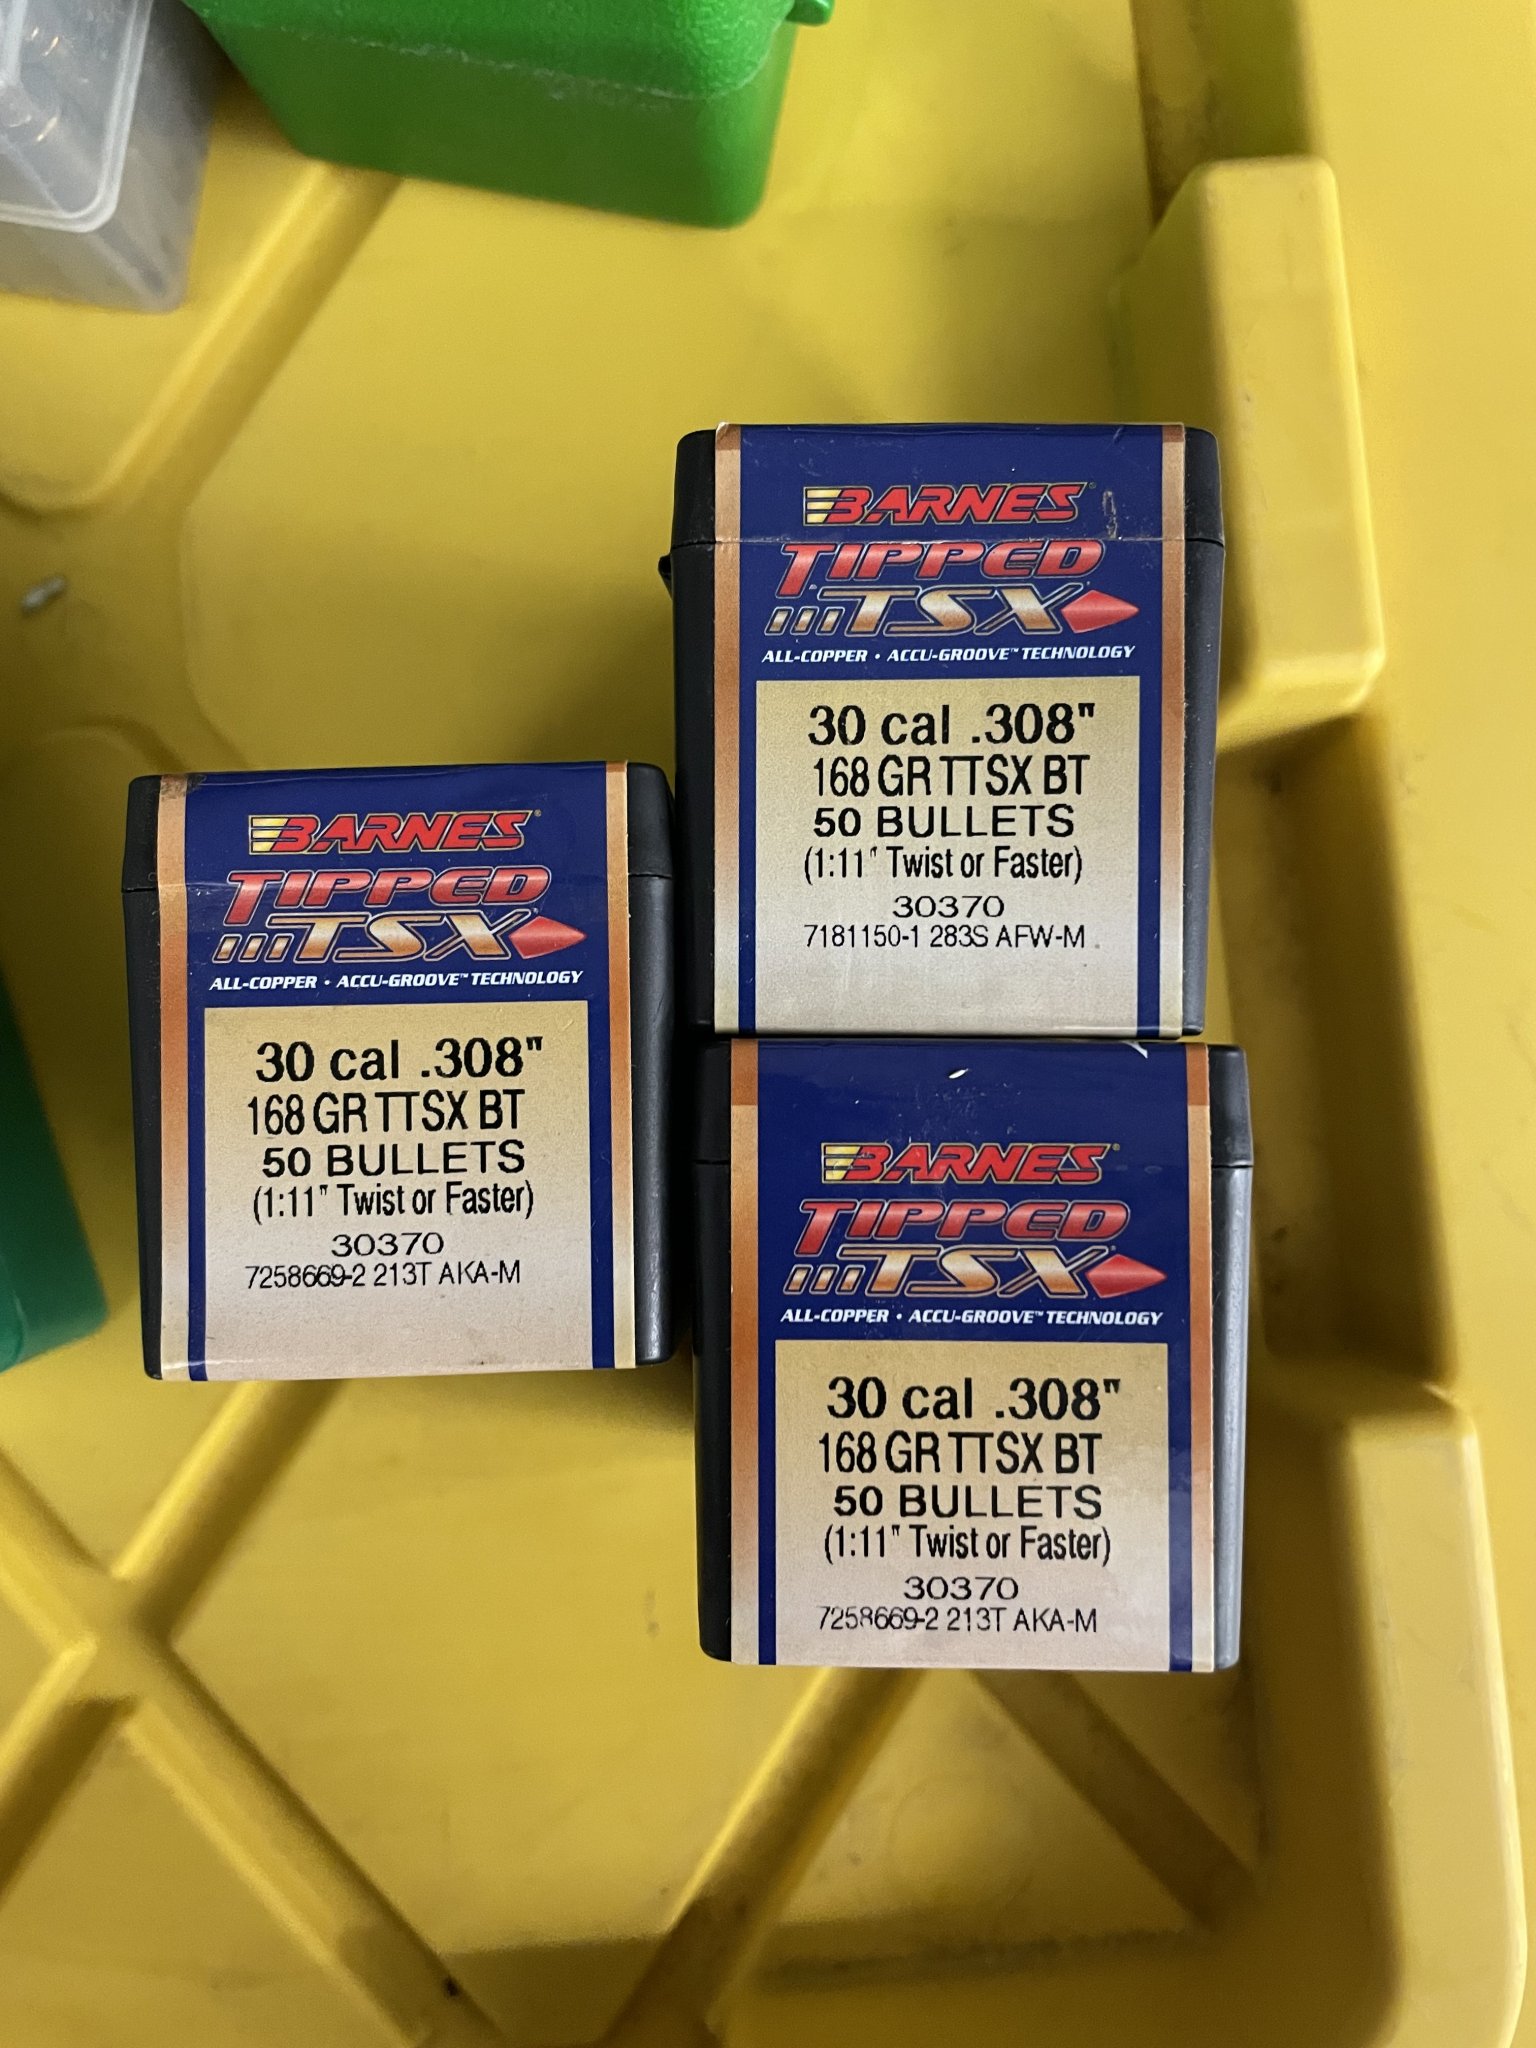 BARNES®
TIPPED
TSX®
ALL-COPPER • ACCU-GROOVE™ TECHNOLOGY
30 cal .308"
168 GR TTSX BT
50 BULLETS
(1:11" Twist or Faster)
30370
7181150-1 283S AFW-M
BARNES®
TIPPED
TSX®
ALL-COPPER • ACCU-GROOVE™ TECHNOLOGY
30 cal .308"
168 GR TTSX BT
50 BULLETS
(1:11" Twist or Faster)
30370
7258669-2 213T AKA-M
BARNES®
TIPPED
TSX®
ALL-COPPER • ACCU-GROOVE™ TECHNOLOGY
30 cal .308"
168 GR TTSX BT
50 BULLETS
(1:11" Twist or Faster)
30370
7258669-2 213T AKA-M